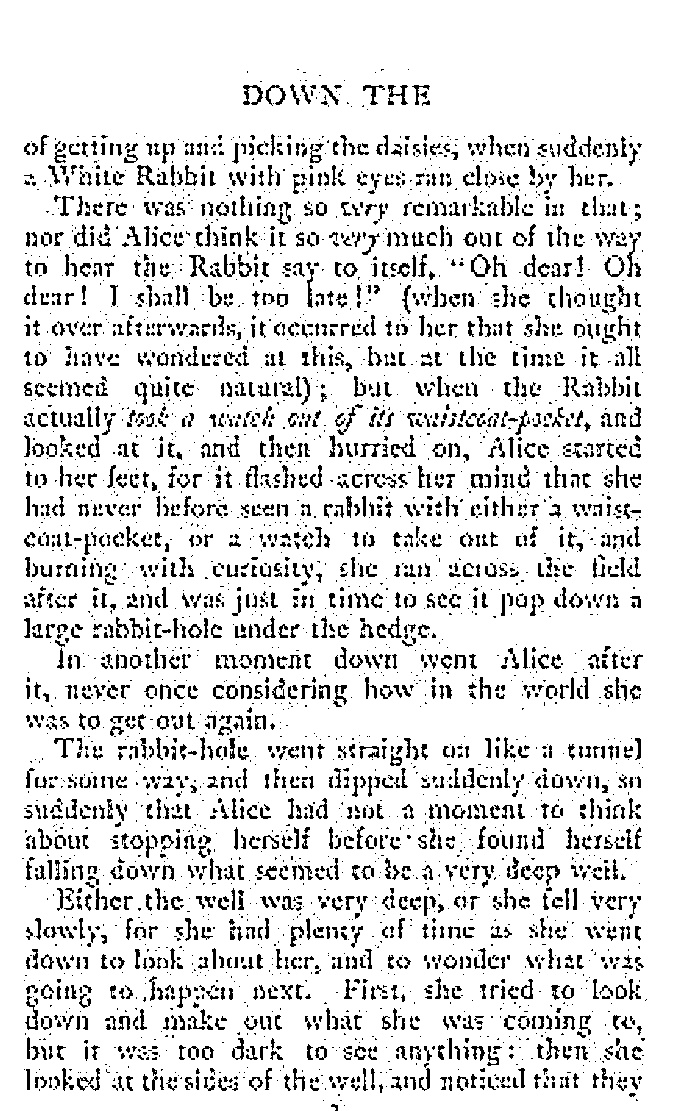 DOWN THE
of getting up and picking the daisies, when suddenly
a White Rabbit with pink eyes ran close by her.
There was nothing so very remarkable in that;
nor did Alice think it so very much out of the way
to hear the Rabbit say to itself, "Oh dear! Oh
dear! I shall be too late!" (when she thought
it over afterwards, it occurred to her that she ought
to have wondered at this, but at the time it all
seemed quite natural); but when the Rabbit
actually took a watch out of its waistcoat-pocket, and
looked at it, and then hurried on, Alice started
to her feet, for it flashed across her mind that she
had never before seen a rabbit with either a waist-
coat-pocket, or a watch to take out of it, and
burning with curiosity, she ran across the field
after it, and was just in time to see it pop down a
large rabbit-hole under the hedge.
In another moment down went Alice after
it, never once considering how in the world she
was to get out again.
The rabbit-hole went straight on like a tunnel
for some way, and then dipped suddenly down, so
suddenly that Alice had not a moment to think
about stopping herself before she found herself
falling down what seemed to be a very deep well.
Either the well was very deep, or she fell very
slowly, for she had plenty of time as she went
down to look about her, and to wonder what was
going to happen next. First, she tried to look
down and make out what she was coming to,
but it was too dark to see anything: then she
looked at the sides of the well, and noticed that they